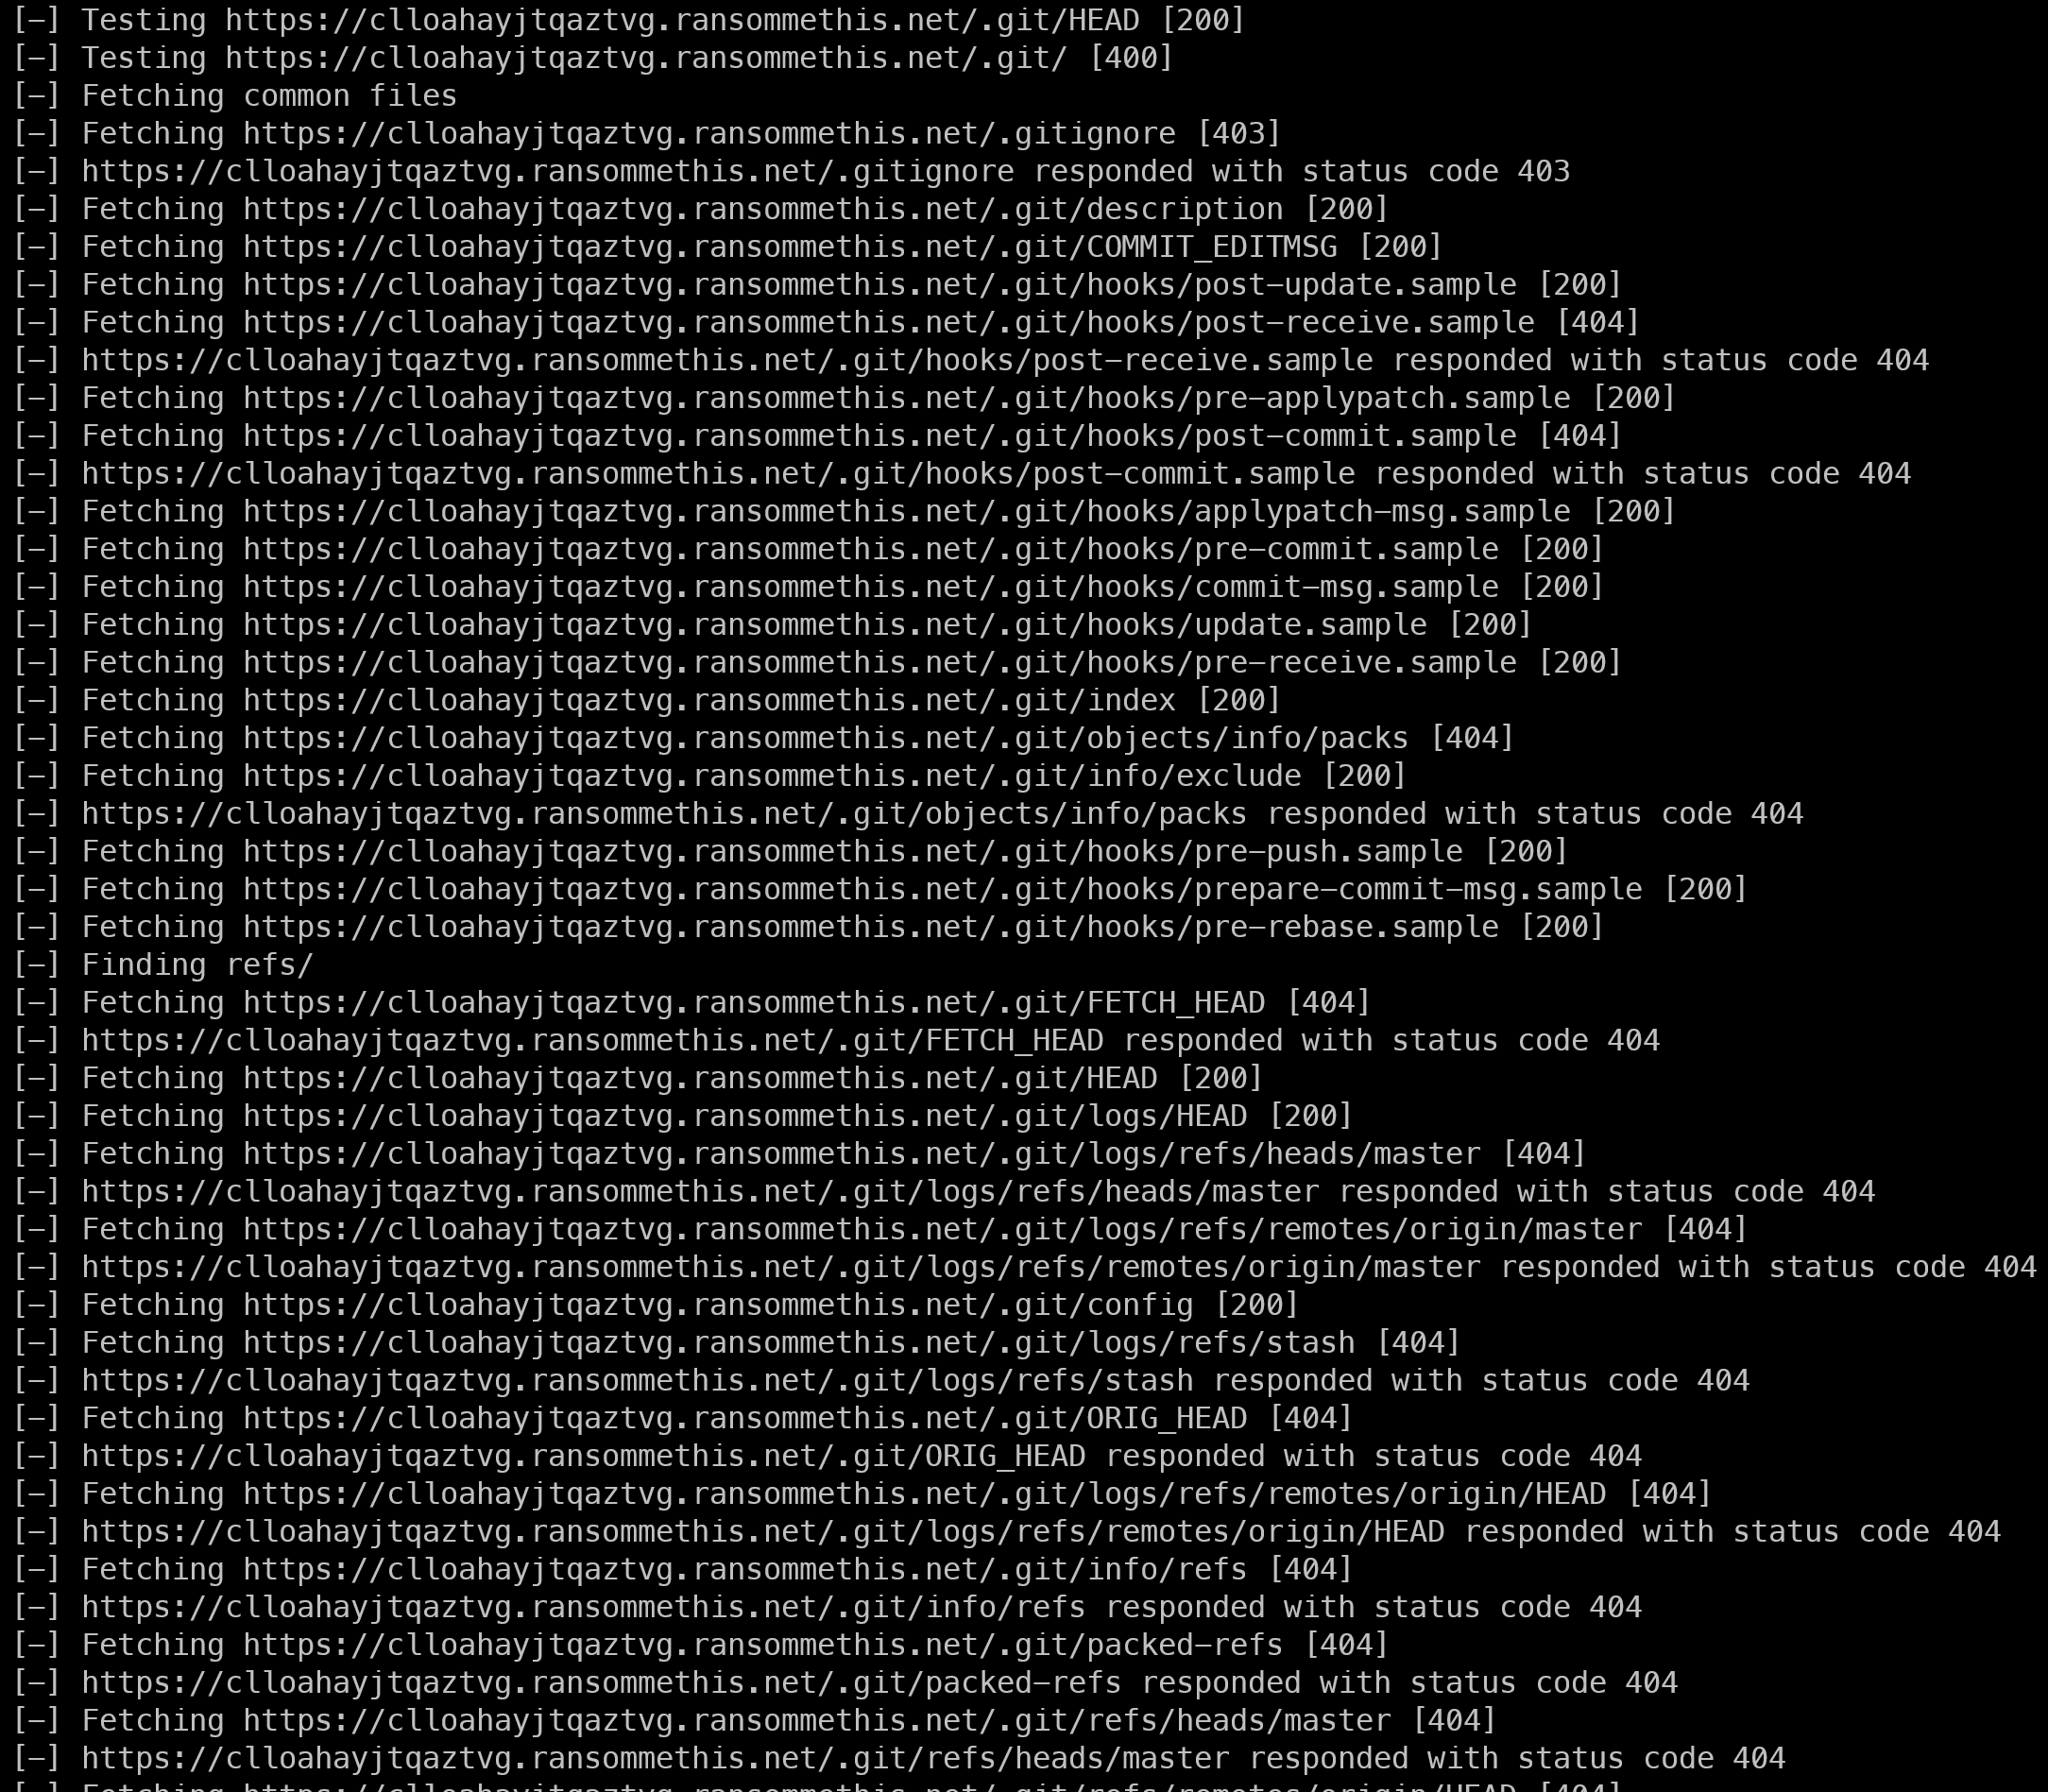 [-] Testing https://clloahayjtqaztvg.ransommethis.net/.git/HEAD [200]
[-] Testing https://clloahayjtqaztvg.ransommethis.net/.git/ [400]
[-] Fetching common files
[-] Fetching https://clloahayjtqaztvg.ransommethis.net/.gitignore [403]
[-] https://clloahayjtqaztvg.ransommethis.net/.gitignore responded with status code 403
[-] Fetching https://clloahayjtqaztvg.ransommethis.net/.git/description [200]
[-] Fetching https://clloahayjtqaztvg.ransommethis.net/.git/COMMIT_EDITMSG [200]
[-] Fetching https://clloahayjtqaztvg.ransommethis.net/.git/hooks/post-update.sample [200]
[-] Fetching https://clloahayjtqaztvg.ransommethis.net/.git/hooks/post-receive.sample [404]
[-] https://clloahayjtqaztvg.ransommethis.net/.git/hooks/post-receive.sample responded with status code 404
[-] Fetching https://clloahayjtqaztvg.ransommethis.net/.git/hooks/pre-applypatch.sample [200]
[-] Fetching https://clloahayjtqaztvg.ransommethis.net/.git/hooks/post-commit.sample [404]
[-] https://clloahayjtqaztvg.ransommethis.net/.git/hooks/post-commit.sample responded with status code 404
[-] Fetching https://clloahayjtqaztvg.ransommethis.net/.git/hooks/applypatch-msg.sample [200]
[-] Fetching https://clloahayjtqaztvg.ransommethis.net/.git/hooks/pre-commit.sample [200]
[-] Fetching https://clloahayjtqaztvg.ransommethis.net/.git/hooks/commit-msg.sample [200]
[-] Fetching https://clloahayjtqaztvg.ransommethis.net/.git/hooks/update.sample [200]
[-] Fetching https://clloahayjtqaztvg.ransommethis.net/.git/hooks/pre-receive.sample [200]
[-] Fetching https://clloahayjtqaztvg.ransommethis.net/.git/index [200]
[-] Fetching https://clloahayjtqaztvg.ransommethis.net/.git/objects/info/packs [404]
[-] Fetching https://clloahayjtqaztvg.ransommethis.net/.git/info/exclude [200]
[-] https://clloahayjtqaztvg.ransommethis.net/.git/objects/info/packs responded with status code 404
[-] Fetching https://clloahayjtqaztvg.ransommethis.net/.git/hooks/pre-push.sample [200]
[-] Fetching https://clloahayjtqaztvg.ransommethis.net/.git/hooks/prepare-commit-msg.sample [200]
[-] Fetching https://clloahayjtqaztvg.ransommethis.net/.git/hooks/pre-rebase.sample [200]
[-] Finding refs/
[-] Fetching https://clloahayjtqaztvg.ransommethis.net/.git/FETCH_HEAD [404]
[-] https://clloahayjtqaztvg.ransommethis.net/.git/FETCH_HEAD responded with status code 404
[-] Fetching https://clloahayjtqaztvg.ransommethis.net/.git/HEAD [200]
[-] Fetching https://clloahayjtqaztvg.ransommethis.net/.git/logs/HEAD [200]
[-] Fetching https://clloahayjtqaztvg.ransommethis.net/.git/logs/refs/heads/master [404]
[-] https://clloahayjtqaztvg.ransommethis.net/.git/logs/refs/heads/master responded with status code 404
[-] Fetching https://clloahayjtqaztvg.ransommethis.net/.git/logs/refs/remotes/origin/master [404]
[-] https://clloahayjtqaztvg.ransommethis.net/.git/logs/refs/remotes/origin/master responded with status code 404
[-] Fetching https://clloahayjtqaztvg.ransommethis.net/.git/config [200]
[-] Fetching https://clloahayjtqaztvg.ransommethis.net/.git/logs/refs/stash [404]
[-] https://clloahayjtqaztvg.ransommethis.net/.git/logs/refs/stash responded with status code 404
[-] Fetching https://clloahayjtqaztvg.ransommethis.net/.git/ORIG_HEAD [404]
[-] https://clloahayjtqaztvg.ransommethis.net/.git/ORIG_HEAD responded with status code 404
[-] Fetching https://clloahayjtqaztvg.ransommethis.net/.git/logs/refs/remotes/origin/HEAD [404]
[-] https://clloahayjtqaztvg.ransommethis.net/.git/logs/refs/remotes/origin/HEAD responded with status code 404
[-] Fetching https://clloahayjtqaztvg.ransommethis.net/.git/info/refs [404]
[-] https://clloahayjtqaztvg.ransommethis.net/.git/info/refs responded with status code 404
[-] Fetching https://clloahayjtqaztvg.ransommethis.net/.git/packed-refs [404]
[-] https://clloahayjtqaztvg.ransommethis.net/.git/packed-refs responded with status code 404
[-] Fetching https://clloahayjtqaztvg.ransommethis.net/.git/refs/heads/master [404]
[-] https://clloahayjtqaztvg.ransommethis.net/.git/refs/heads/master responded with status code 404
[-] Fetching https://clloahayjtqaztvg.ransommethis.net/.git/refs/remotes/origin/HEAD [404]